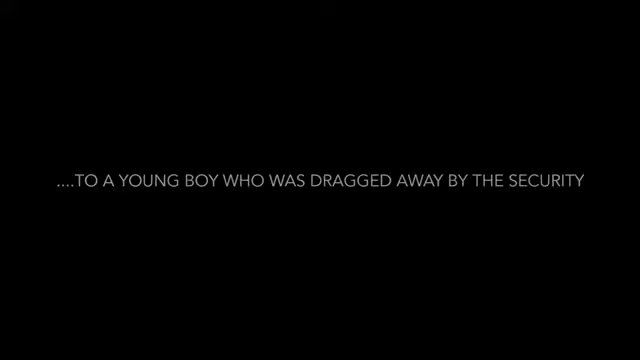 ....TO A YOUNG BOY WHO WAS DRAGGED AWAY BY THE SECURITY